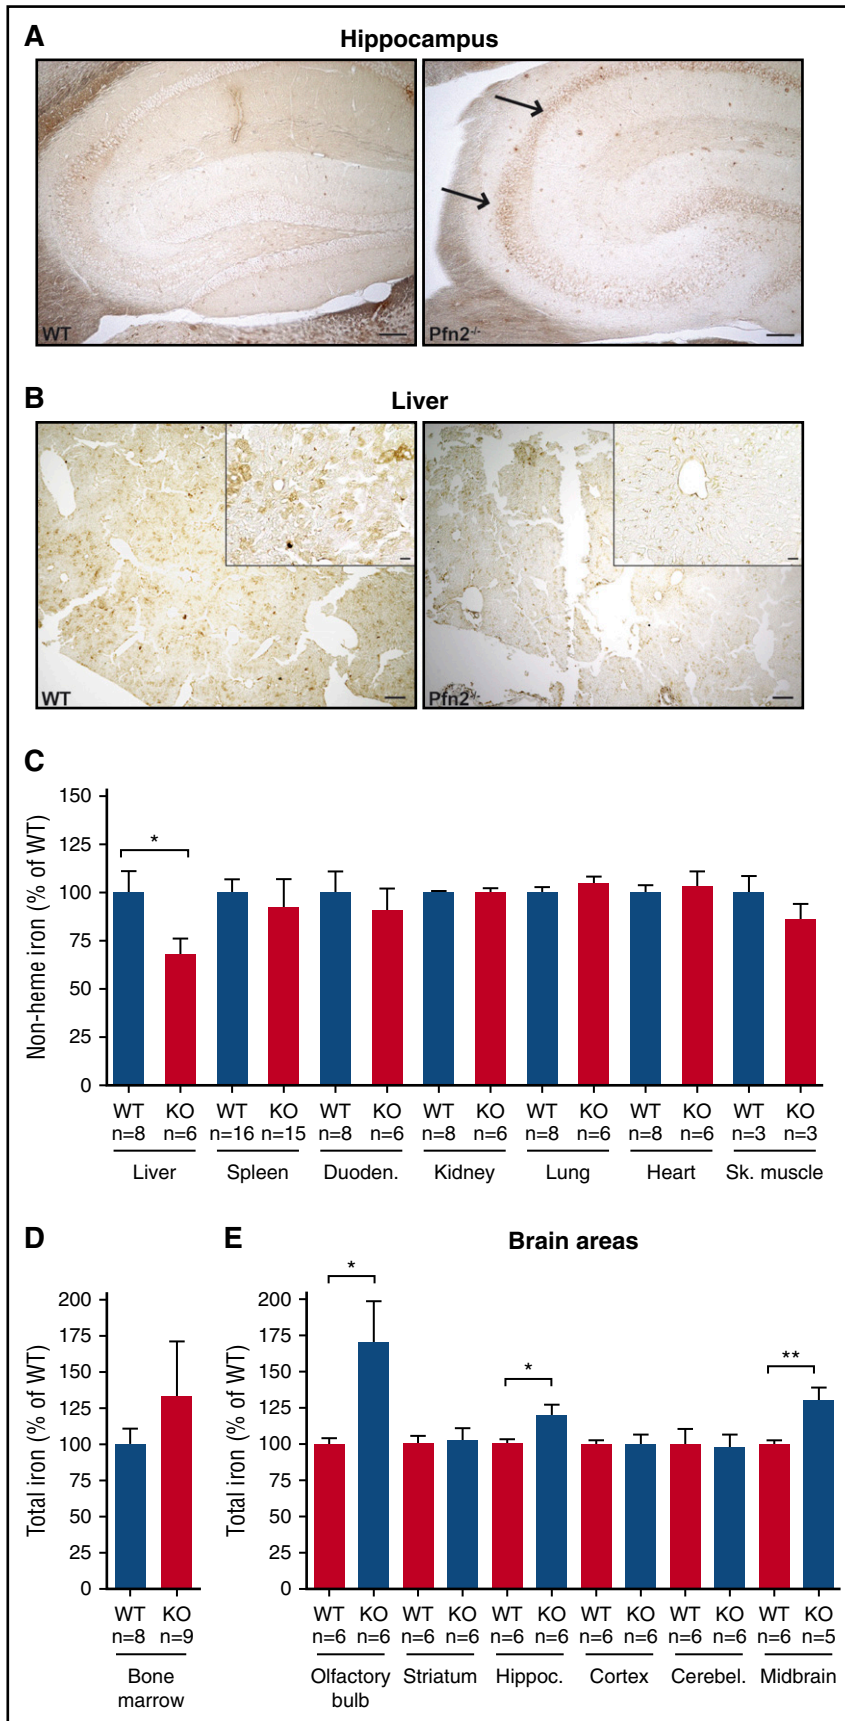 A
Hippocampus
WT
Pfn2-/-
B
Liver
WT
Pfn2-/-
C
Non-heme iron (% of WT)
150
125
100
75
50
25
0
*
WT KO WT KO WT KO WT KO WT KO WT KO WT KO
n=8 n=6 n=16 n=15 n=8 n=6 n=8 n=6 n=8 n=6 n=8 n=6 n=3 n=3
Liver Spleen Duoden. Kidney Lung Heart Sk. muscle
D
Total iron (% of WT)
200
175
150
125
100
75
50
25
0
WT KO
n=8 n=9
Bone
marrow
E
Brain areas
Total iron (% of WT)
200
175
150
125
100
75
50
25
0
*
*
**
WT KO WT KO WT KO WT KO WT KO WT KO
n=6 n=6 n=6 n=6 n=6 n=6 n=6 n=6 n=6 n=6 n=6 n=5
Olfactory Striatum Hippoc. Cortex Cerebel. Midbrain
bulb